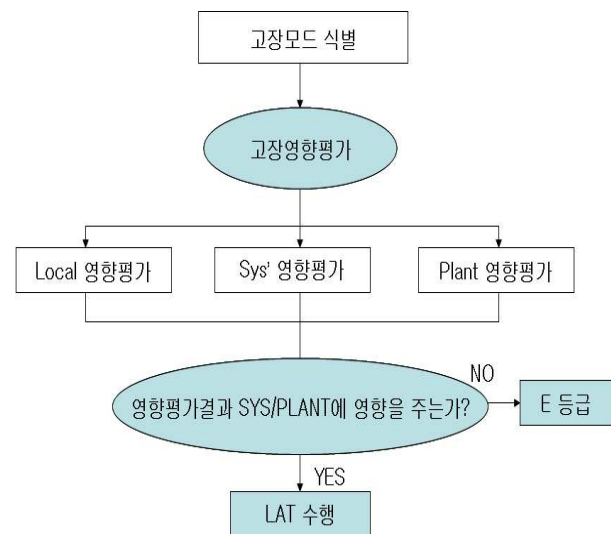 고장모드 식별
고장영향평가
Local 영향평가
Sys' 영향평가
Plant 영향평가
영향평가결과 SYS/PLANT에 영향을 주는가?
NO
E 등급
YES
LAT 수행